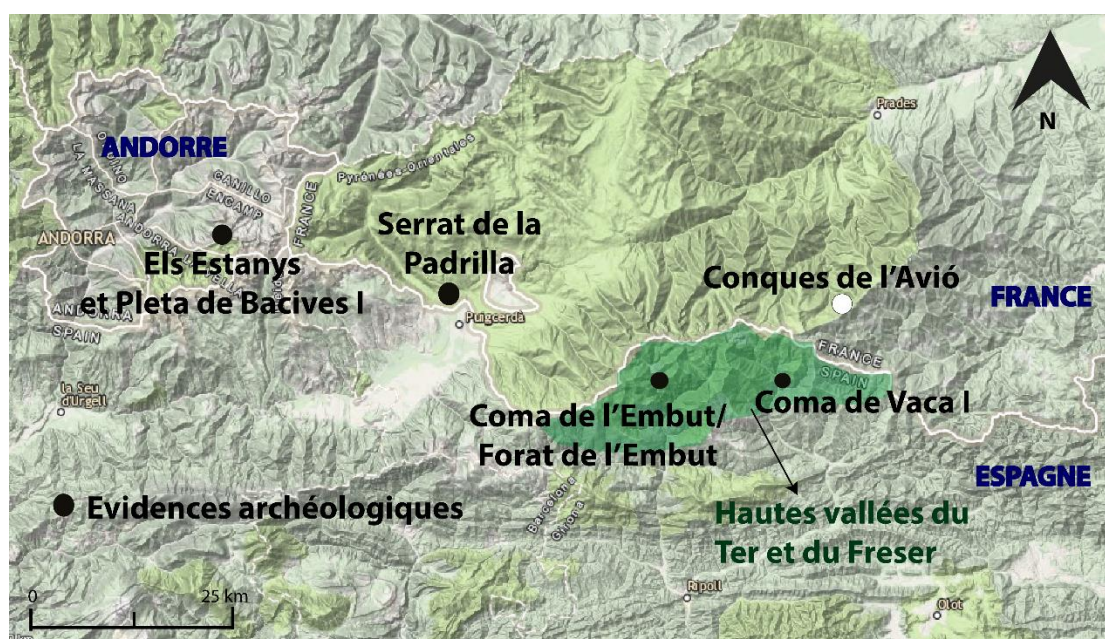 Prades
N
ANDORRE
ORDINO
LA MASSANA
CANILLO
ENCAMP
Pyrénées-Orientales
FRANCE
ANDORRA
ANDORRA
Serrat de la
Padrilla
Els Estanys
et Pleta de Bacives I
Conques de l’Avió
FRANCE
ANDORRA
SPAIN
Puigcerdà
FRANCE
SPAIN
la Seu
d'Urgell
Coma de l’Embut/
Forat de l’Embut
Coma de Vaca I
ESPAGNE
Evidences archéologiques
Barcelona
Girona
Hautes vallées du
Ter et du Freser
Ripoll
Olot
0
25 km